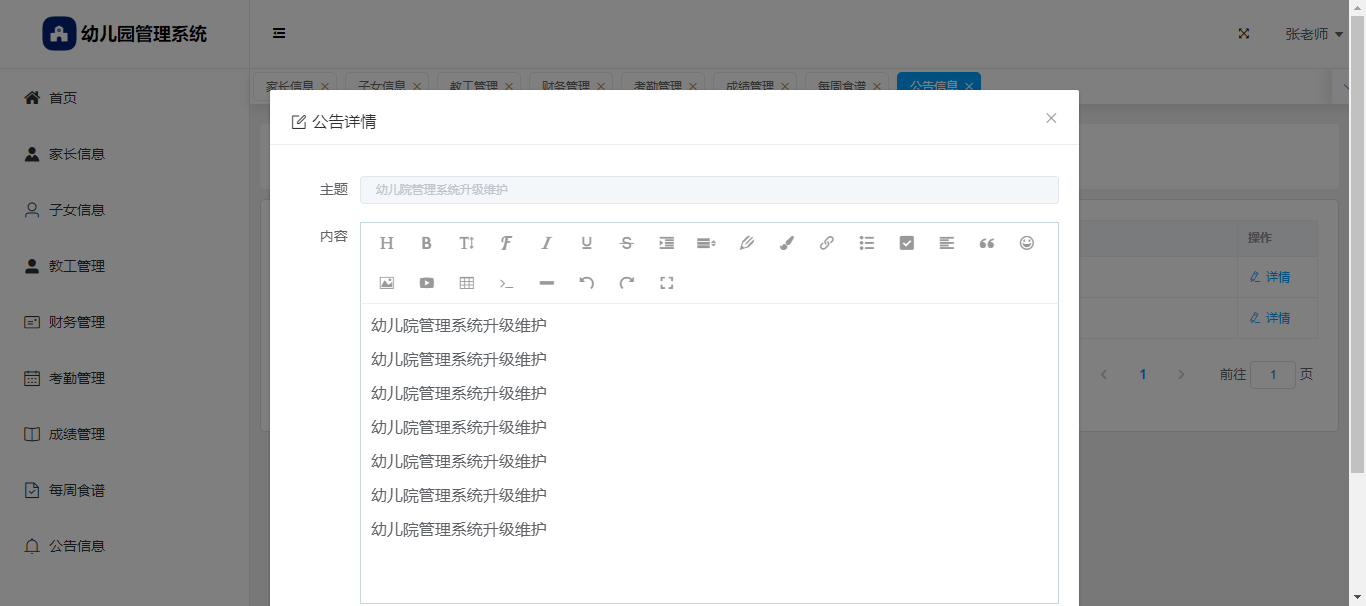 幼儿园管理系统
张老师
首页
家长信息
子女信息
教工管理
财务管理
考勤管理
成绩管理
每周食谱
公告信息
家长信息
子女信息
教工管理
财务管理
考勤管理
成绩管理
每周食谱
公告信息
公告详情
主题
幼儿院管理系统升级维护
内容
幼儿院管理系统升级维护
幼儿院管理系统升级维护
幼儿院管理系统升级维护
幼儿院管理系统升级维护
幼儿院管理系统升级维护
幼儿院管理系统升级维护
幼儿院管理系统升级维护
操作
详情
详情
1 前往 1 页